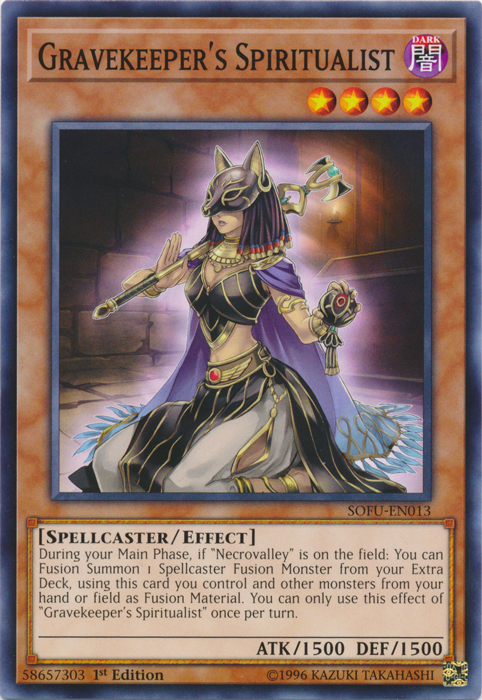 GRAVEKEEPER'S SPIRITUALIST
DARK
闇
SOFU-EN013
[SPELLCASTER/EFFECT]
During your Main Phase, if "Necrovalley" is on the field: You can
Fusion Summon 1 Spellcaster Fusion Monster from your Extra
Deck, using this card you control and other monsters from your
hand or field as Fusion Material. You can only use this effect of
"Gravekeeper's Spiritualist" once per turn.
ATK/1500 DEF/1500
58657303 1st Edition ©1996 KAZUKI TAKAHASHI